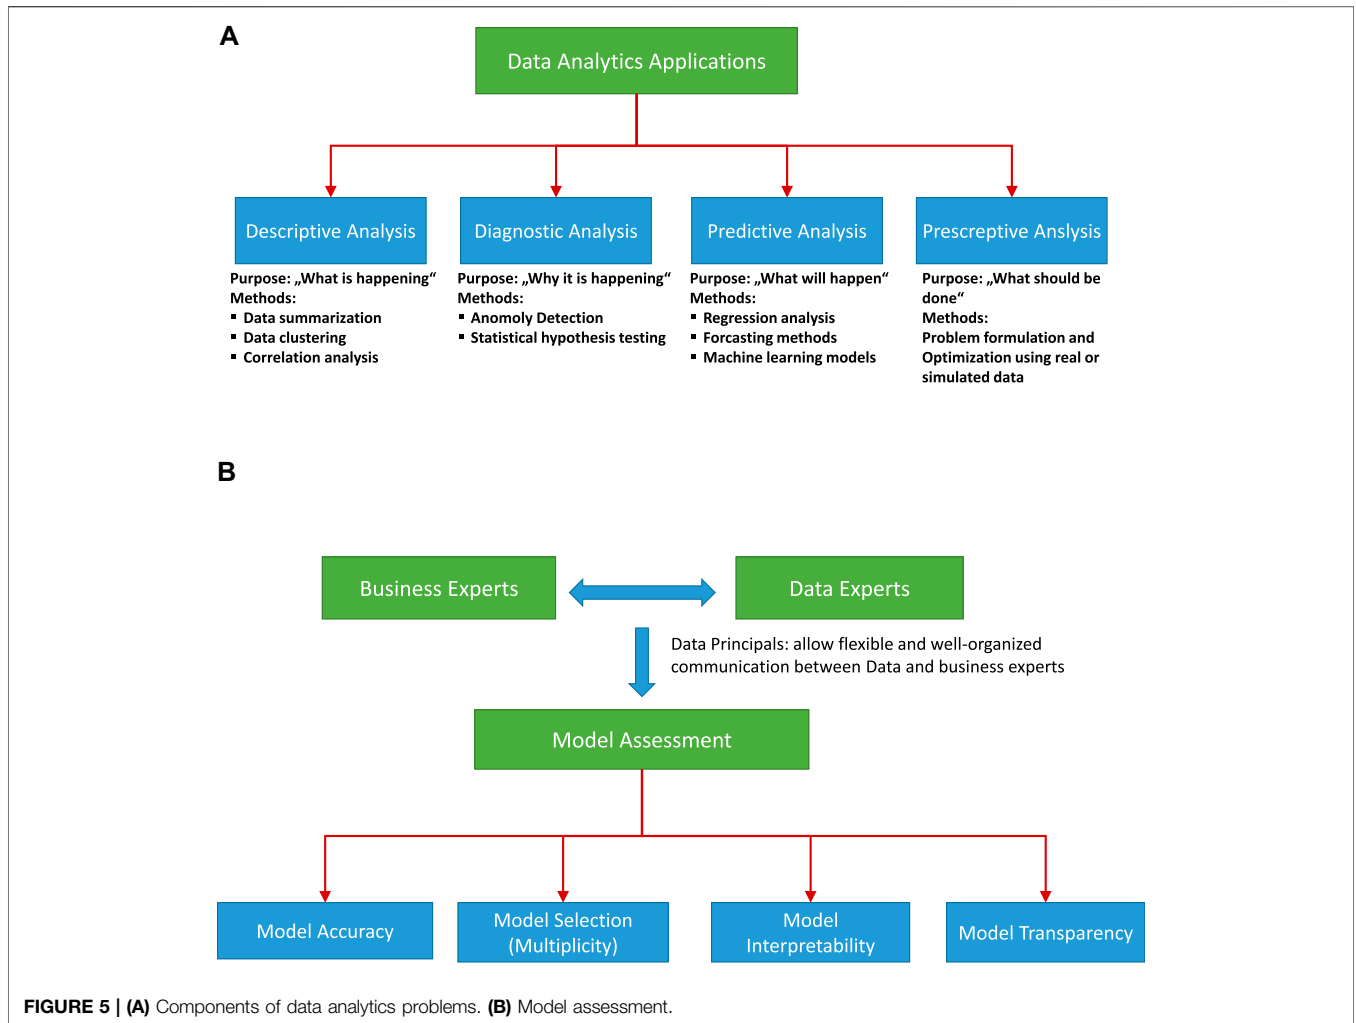 A
Data Analytics Applications
Descriptive Analysis
Purpose: „What is happening“
Methods:
▪ Data summarization
▪ Data clustering
▪ Correlation analysis
Diagnostic Analysis
Purpose: „Why it is happening“
Methods:
▪ Anomoly Detection
▪ Statistical hypothesis testing
Predictive Analysis
Purpose: „What will happen“
Methods:
▪ Regression analysis
▪ Forcasting methods
▪ Machine learning models
Prescreptive Anslysis
Purpose: „What should be
done“
Methods:
Problem formulation and
Optimization using real or
simulated data
B
Business Experts
Data Experts
Data Principals: allow flexible and well-organized
communication between Data and business experts
Model Assessment
Model Accuracy
Model Selection
(Multiplicity)
Model
Interpretability
Model Transparency
FIGURE 5 | (A) Components of data analytics problems. (B) Model assessment.